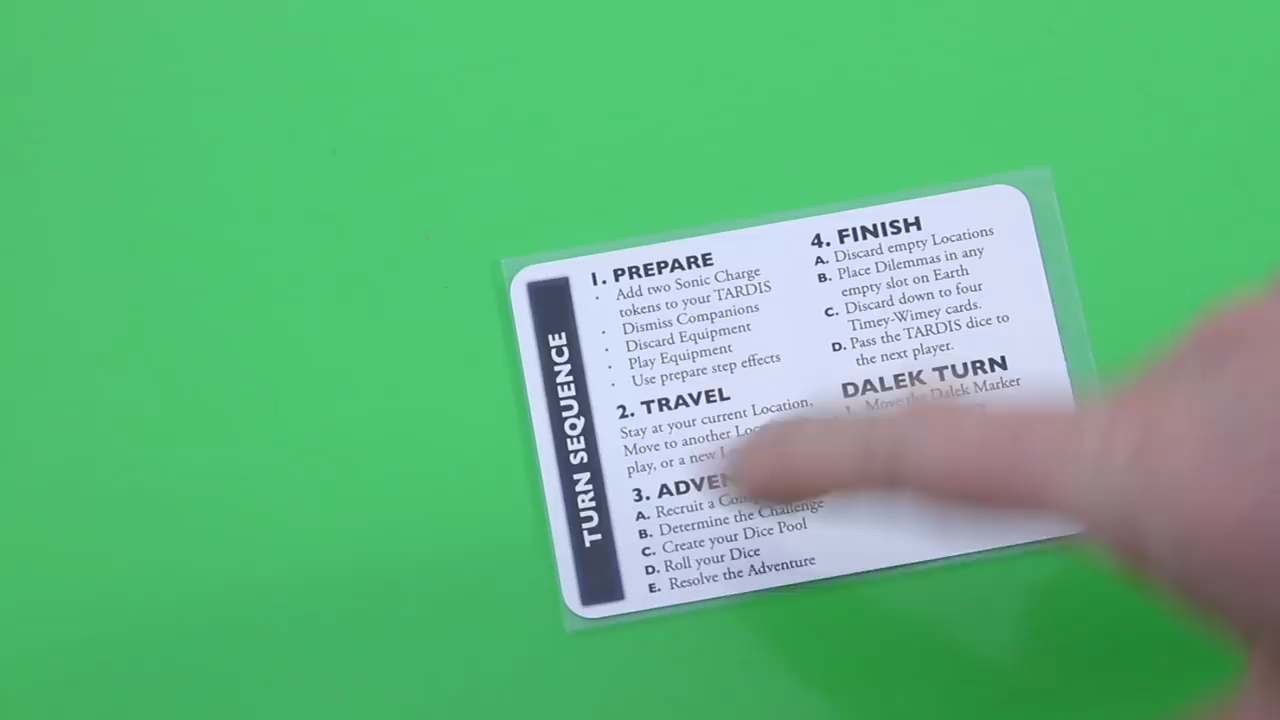 TURN SEQUENCE
1. PREPARE
· Add two Sonic Charge
tokens to your TARDIS
· Dismiss Companions
· Discard Equipment
· Play Equipment
· Use prepare step effects
2. TRAVEL
Stay at your current Location,
Move to another
play, or a new
3.
A. Recruit a
B. Determine the Challenge
C. Create your Dice Pool
D. Roll your Dice
E. Resolve the Adventure
4. FINISH
A. Discard empty Locations
B. Place Dilemmas in any
empty slot on Earth
C. Discard down to four
Timey-Wimey cards.
D. Pass the TARDIS dice to
the next player.
DALEK TURN
1. Move the Dalek Marker